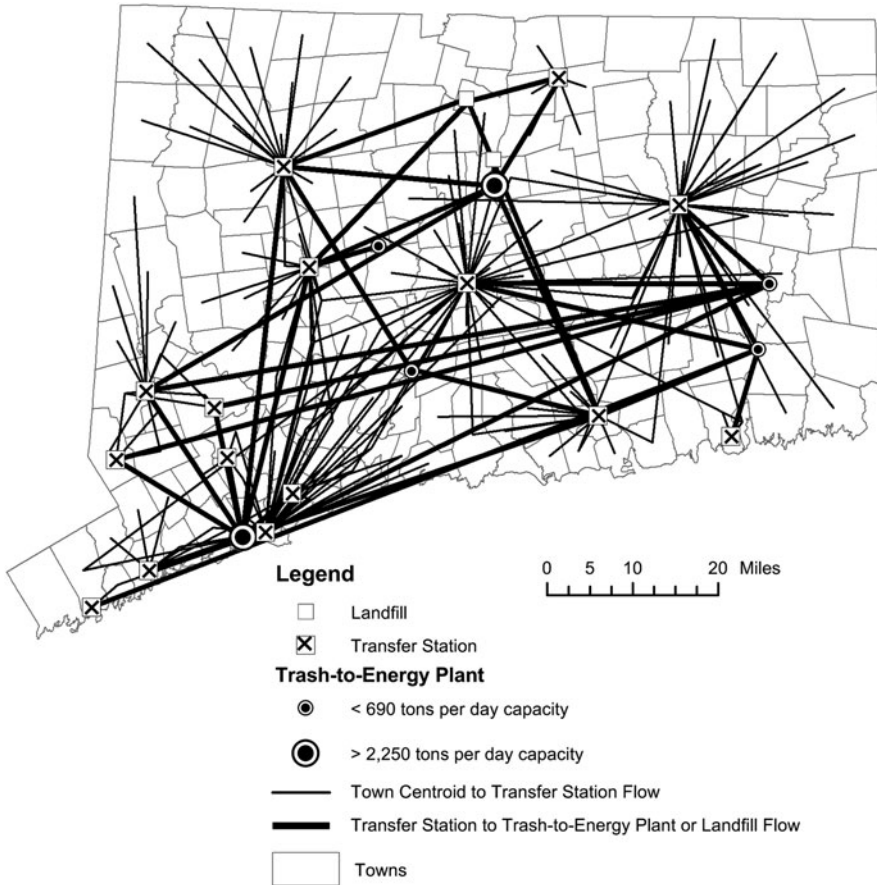 Legend
0 5 10 20 Miles
Landfill
Transfer Station
Trash-to-Energy Plant
< 690 tons per day capacity
> 2,250 tons per day capacity
Town Centroid to Transfer Station Flow
Transfer Station to Trash-to-Energy Plant or Landfill Flow
Towns